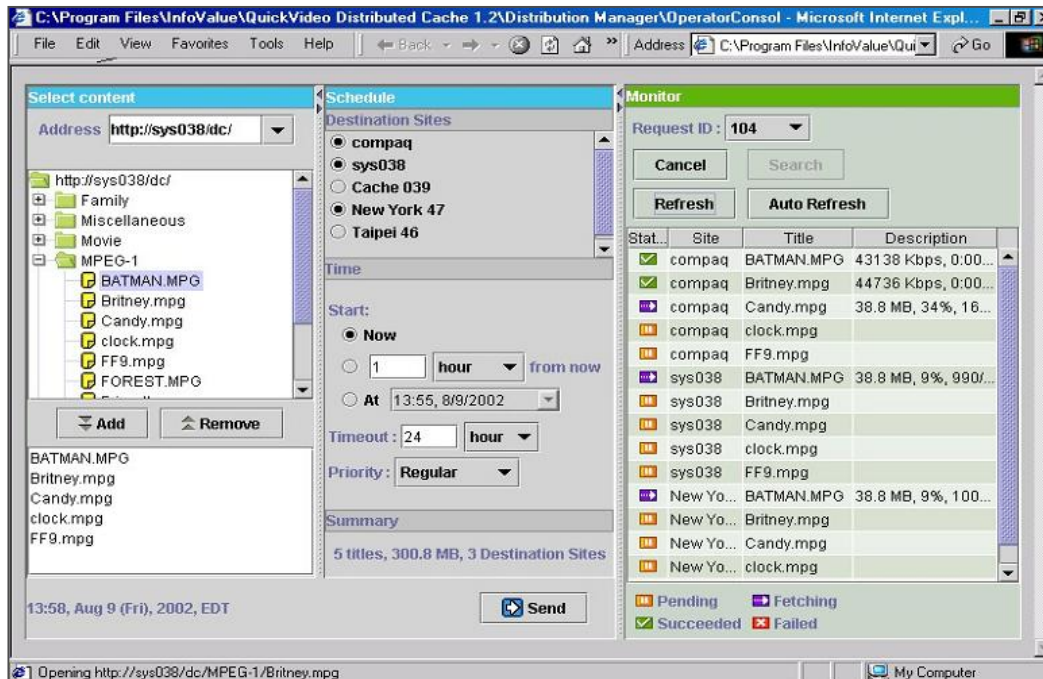 C:\Program Files\InfoValue\QuickVideo Distributed Cache 1.2\Distribution Manager\OperatorConsol - Microsoft Internet Expl...
File Edit View Favorites Tools Help Back » Address C:\Program Files\InfoValue\Qui Go
Select content
Address http://sys038/dc/
http://sys038/dc/
Family
Miscellaneous
Movie
MPEG-1
BATMAN.MPG
Britney.mpg
Candy.mpg
clock.mpg
FF9.mpg
FOREST.MPG
Add Remove
BATMAN.MPG
Britney.mpg
Candy.mpg
clock.mpg
FF9.mpg
13:58, Aug 9 (Fri), 2002, EDT
Schedule
Destination Sites
compaq
sys038
Cache 039
New York 47
Taipei 46
Time
Start:
Now
1 hour from now
At 13:55, 8/9/2002
Timeout : 24 hour
Priority : Regular
Summary
5 titles, 300.8 MB, 3 Destination Sites
Send
Monitor
Request ID : 104
Cancel Search
Refresh Auto Refresh
Stat... Site Title Description
compaq BATMAN.MPG 43138 Kbps, 0:00...
compaq Britney.mpg 44736 Kbps, 0:00...
compaq Candy.mpg 38.8 MB, 34%, 16...
compaq clock.mpg
compaq FF9.mpg
sys038 BATMAN.MPG 38.8 MB, 9%, 990/...
sys038 Britney.mpg
sys038 Candy.mpg
sys038 clock.mpg
sys038 FF9.mpg
New Yo... BATMAN.MPG 38.8 MB, 9%, 100...
New Yo... Britney.mpg
New Yo... Candy.mpg
New Yo... clock.mpg
Pending Fetching
Succeeded Failed
Opening http://sys038/dc/MPEG-1/Britney.mpg My Computer